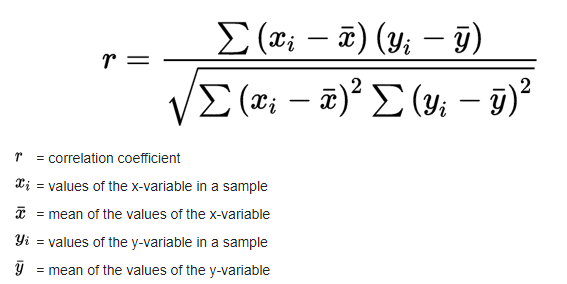 r = ∑ (xᵢ − x̄) (yᵢ − ȳ) / √∑ (xᵢ − x̄)² ∑ (yᵢ − ȳ)²
r = correlation coefficient
xᵢ = values of the x-variable in a sample
x̄ = mean of the values of the x-variable
yᵢ = values of the y-variable in a sample
ȳ = mean of the values of the y-variable